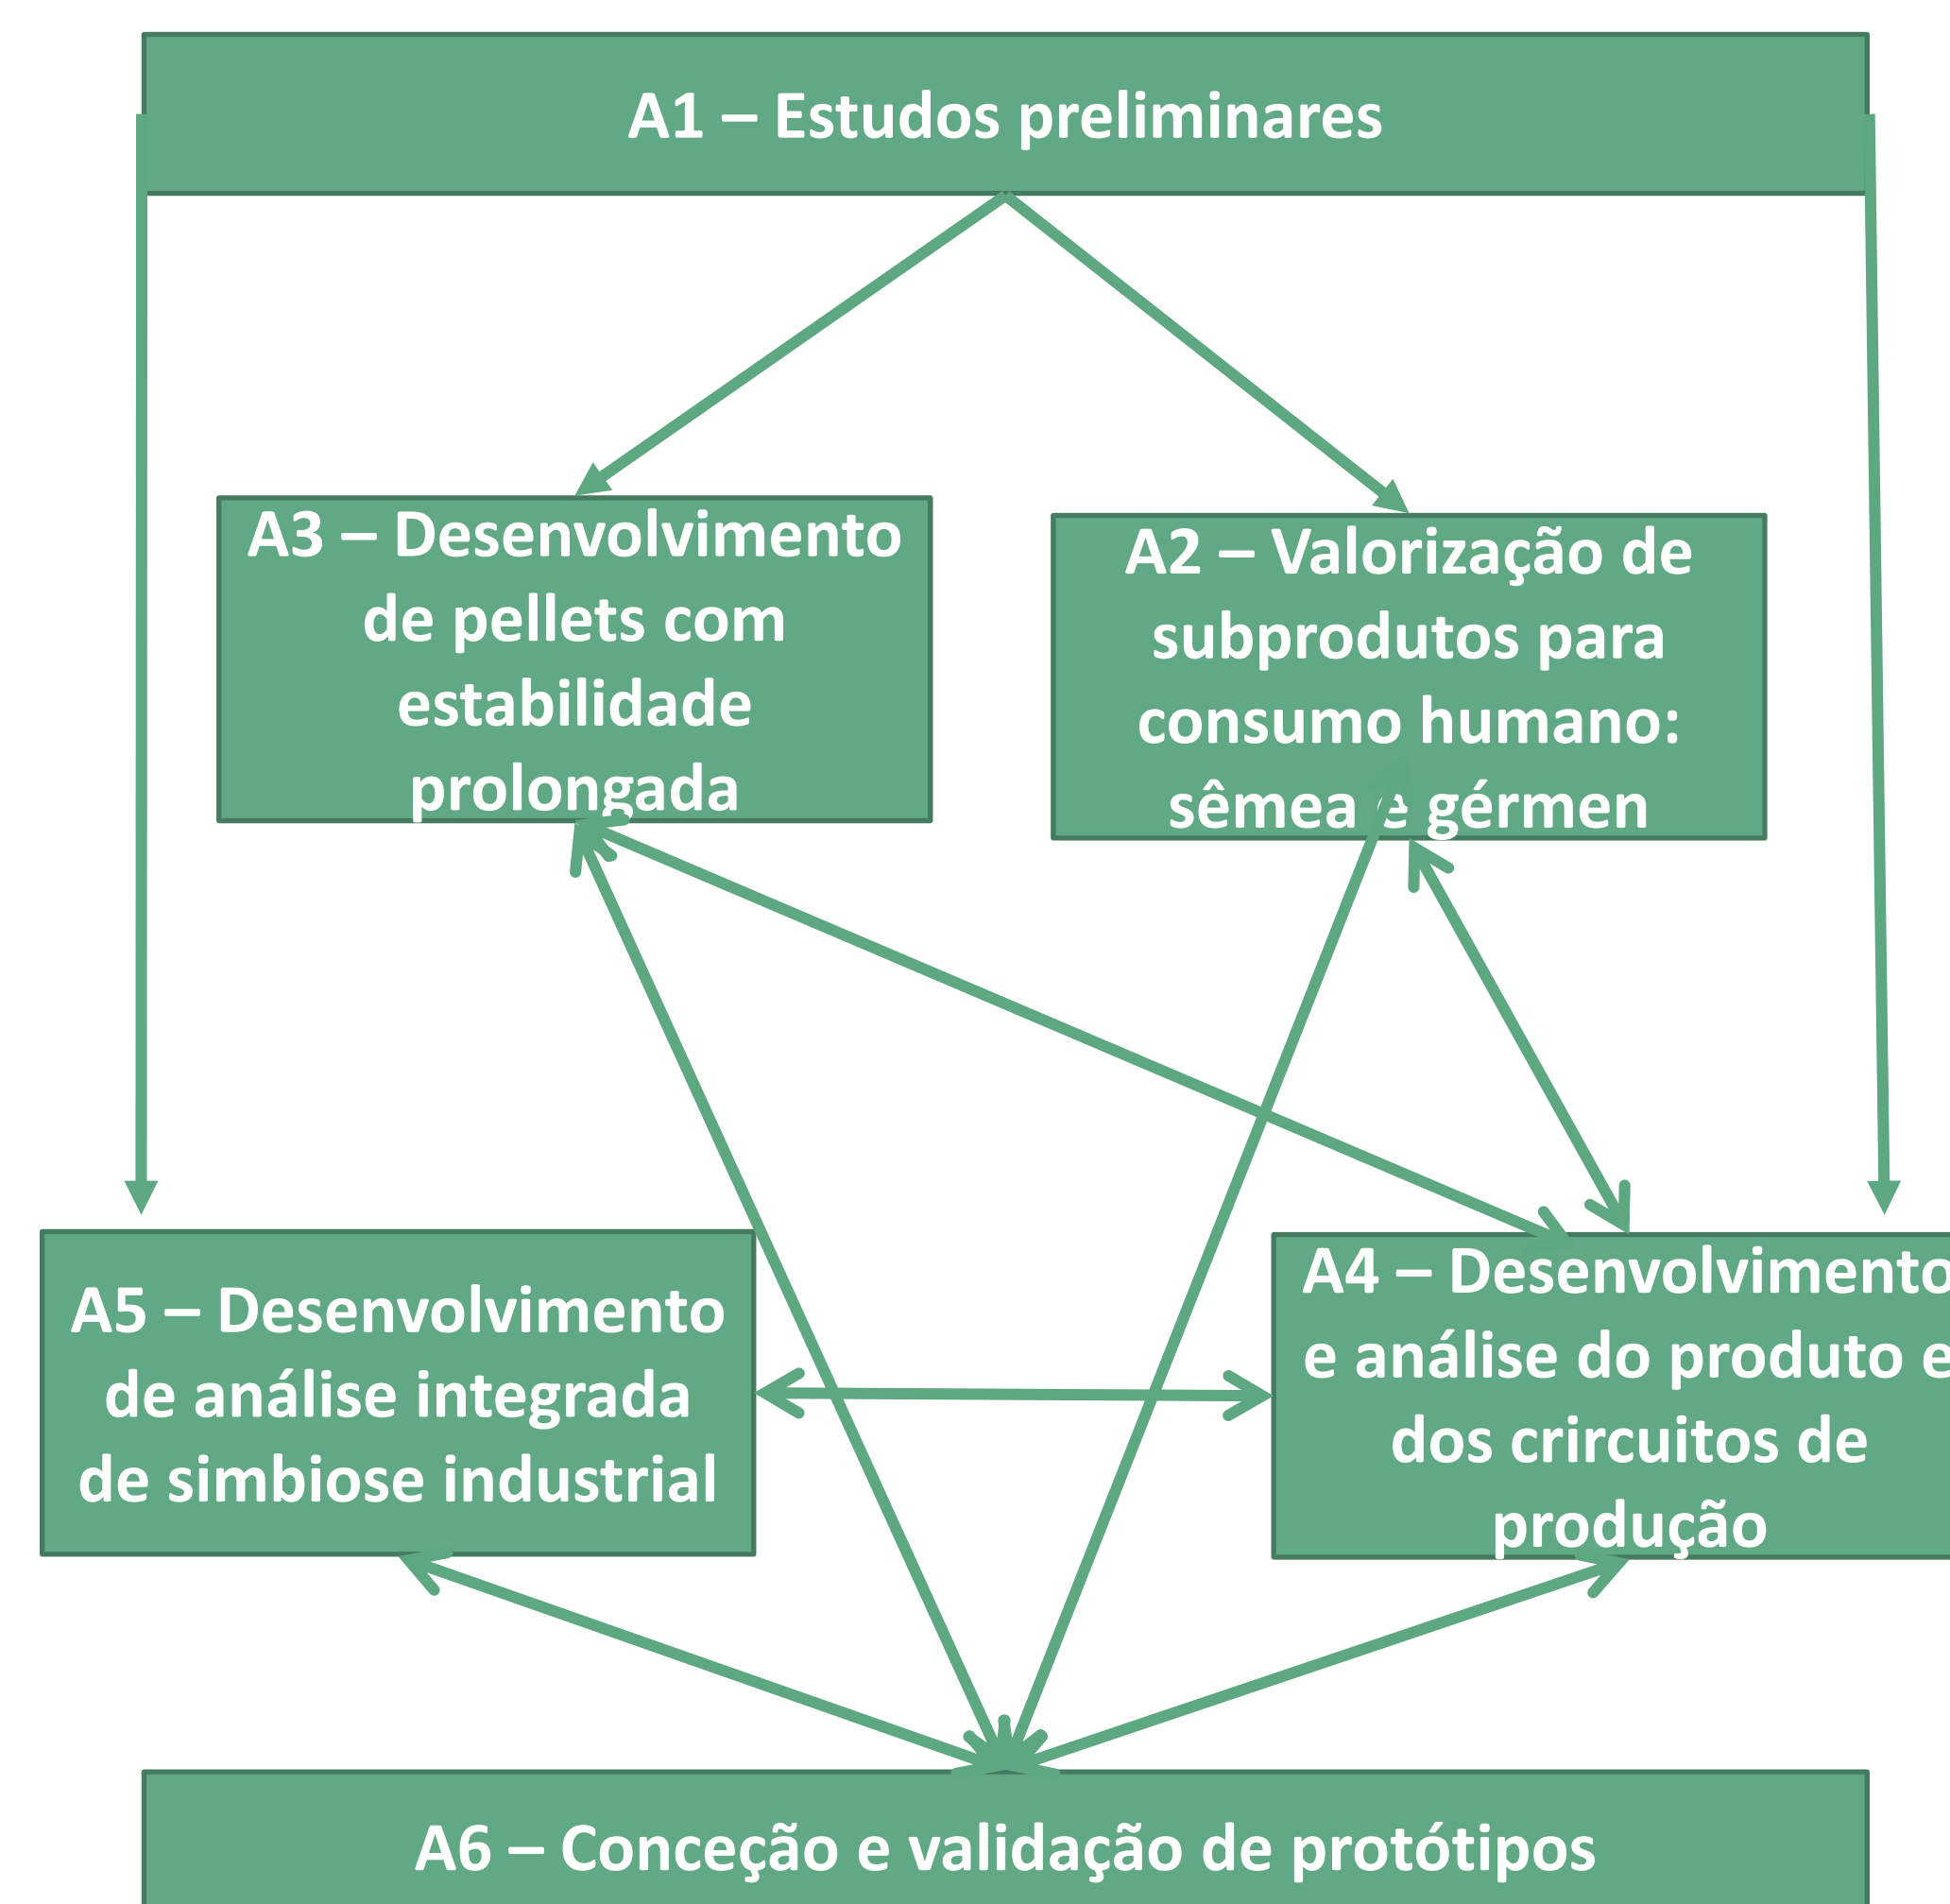 A1 – Estudos preliminares
A3 – Desenvolvimento
de pellets com
estabilidade
prolongada
A2 – Valorização de
subprodutos para
consumo humano:
sêmea e gérmen
A5 – Desenvolvimento
de análise integrada
de simbiose industrial
A4 – Desenvolvimento
e análise do produto e
dos crircuitos de
produção
A6 – Conceção e validação de protótipos